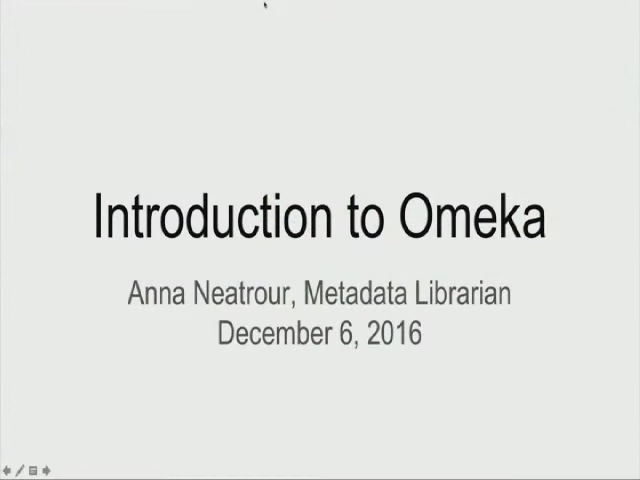 Introduction to Omeka
Anna Neatrour, Metadata Librarian
December 6, 2016